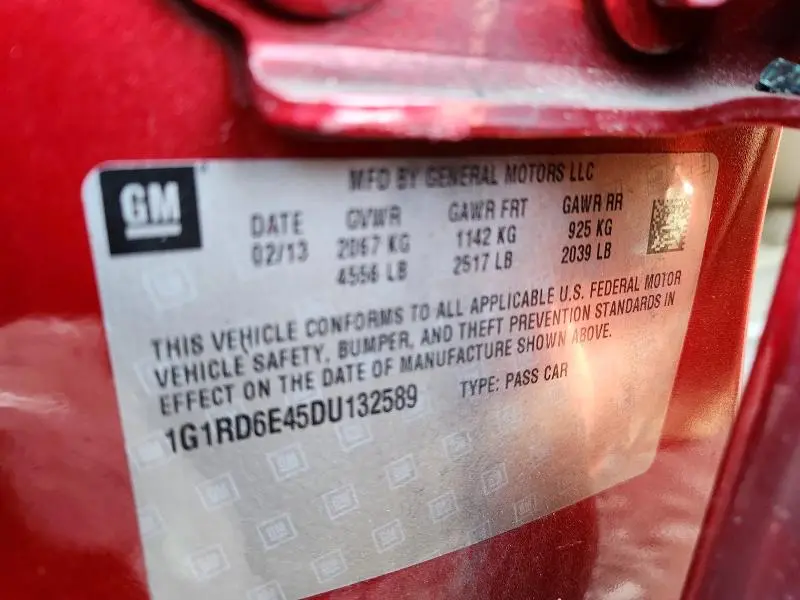 GM
MFD BY GENERAL MOTORS LLC
DATE GVWR GAWR FRT GAWR RR
02/13 2067 KG 1142 KG 925 KG
4556 LB 2517 LB 2039 LB
THIS VEHICLE CONFORMS TO ALL APPLICABLE U.S. FEDERAL MOTOR
VEHICLE SAFETY, BUMPER, AND THEFT PREVENTION STANDARDS IN
EFFECT ON THE DATE OF MANUFACTURE SHOWN ABOVE.
1G1RD6E45DU132589 TYPE: PASS CAR